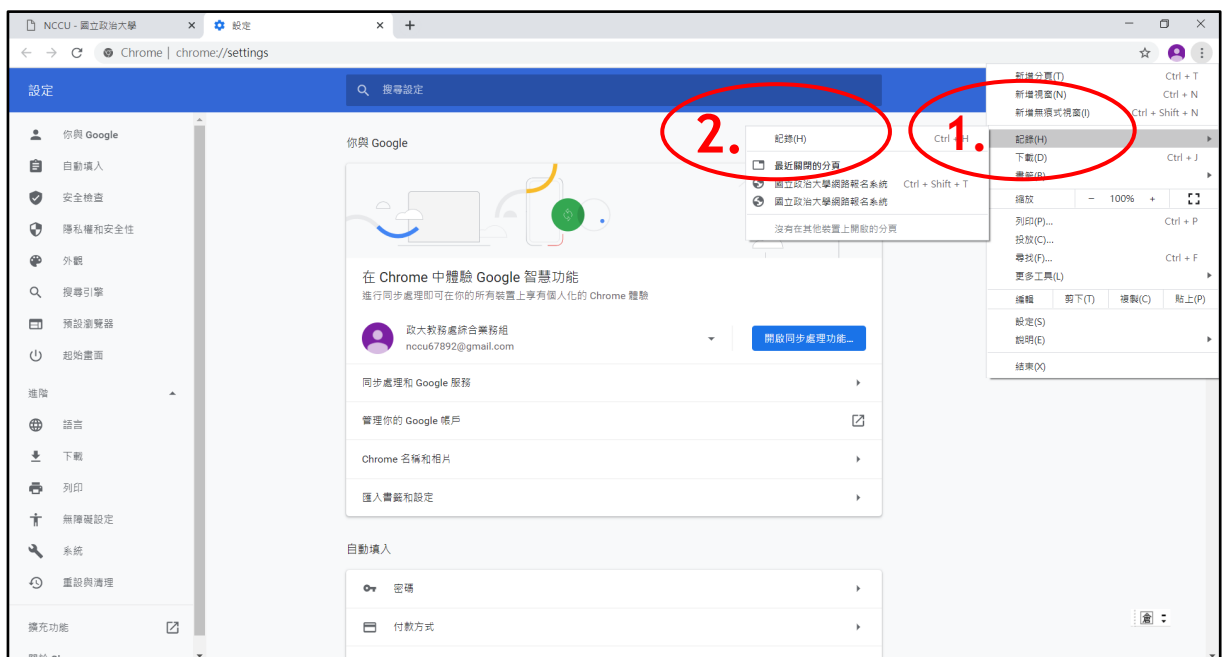 NCCU - 國立政治大學
設定
Chrome | chrome://settings
設定
搜尋設定
你與 Google
自動填入
安全檢查
隱私權和安全性
外觀
搜尋引擎
預設瀏覽器
起始畫面
進階
語言
下載
列印
無障礙設定
系統
重設與清理
擴充功能
你與 Google
在 Chrome 中體驗 Google 智慧功能
進行同步處理即可在你的所有裝置上享有個人化的 Chrome 體驗
政大教務處綜合業務組
nccu67892@gmail.com
開啟同步處理功能...
同步處理和 Google 服務
管理你的 Google 帳戶
Chrome 名稱和相片
匯入書籤和設定
自動填入
密碼
付款方式
2.
記錄(H) Ctrl + H
最近關閉的分頁
國立政治大學網路報名系統 Ctrl + Shift + T
國立政治大學網路報名系統
沒有在其他裝置上開啟的分頁
1.
新增分頁(T) Ctrl + T
新增視窗(N) Ctrl + N
新增無痕式視窗(I) Ctrl + Shift + N
記錄(H)
下載(D) Ctrl + J
書籤(B)
縮放 − 100% +
列印(P)... Ctrl + P
投放(C)...
尋找(F)... Ctrl + F
更多工具(L)
編輯 剪下(T) 複製(C) 貼上(P)
設定(S)
說明(E)
結束(X)
倉